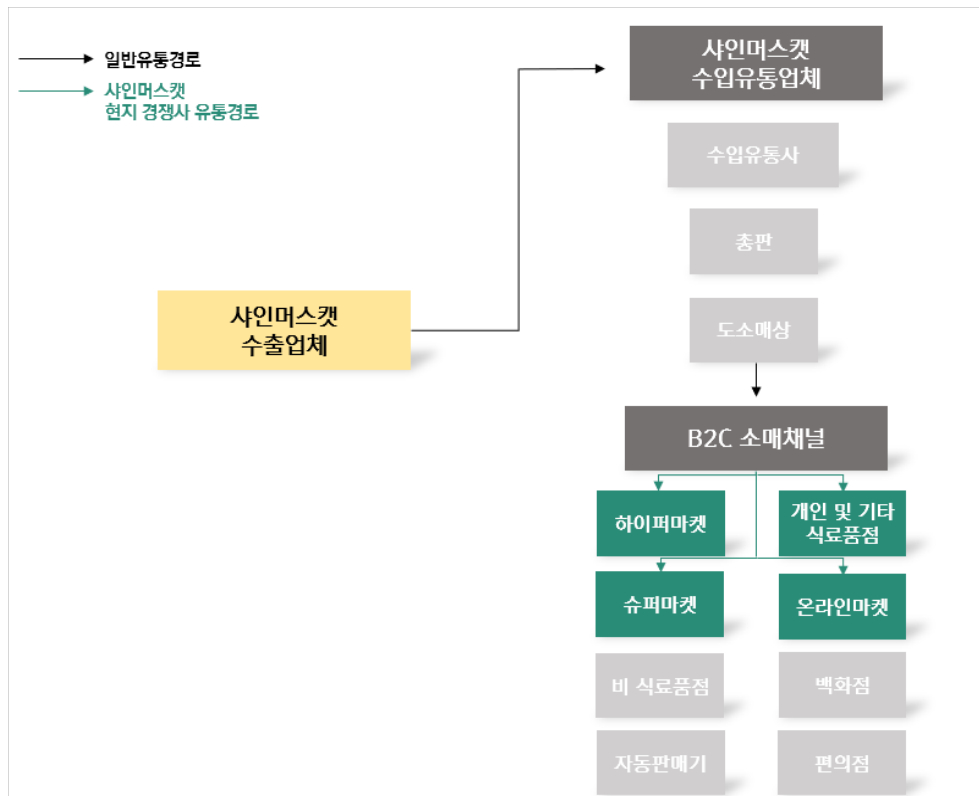 일반유통경로
샤인머스캣
현지 경쟁사 유통경로
샤인머스캣
수입유통업체
수입유통사
총판
도소매상
샤인머스캣
수출업체
B2C 소매채널
하이퍼마켓
개인 및 기타
식료품점
슈퍼마켓
온라인마켓
비 식료품점
백화점
자동판매기
편의점